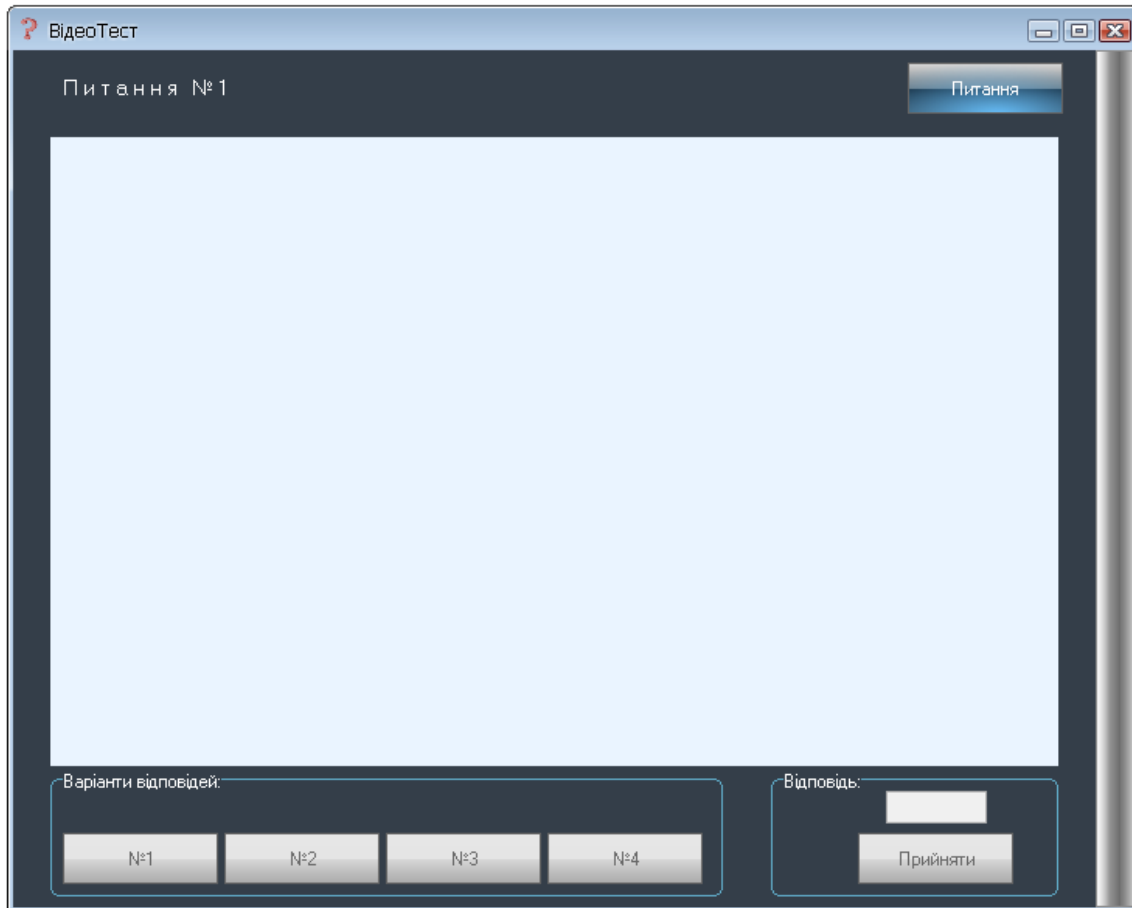 ВідеоТест
Питання №1
Питання
Варіанти відповідей:
№1
№2
№3
№4
Відповідь:
Прийняти